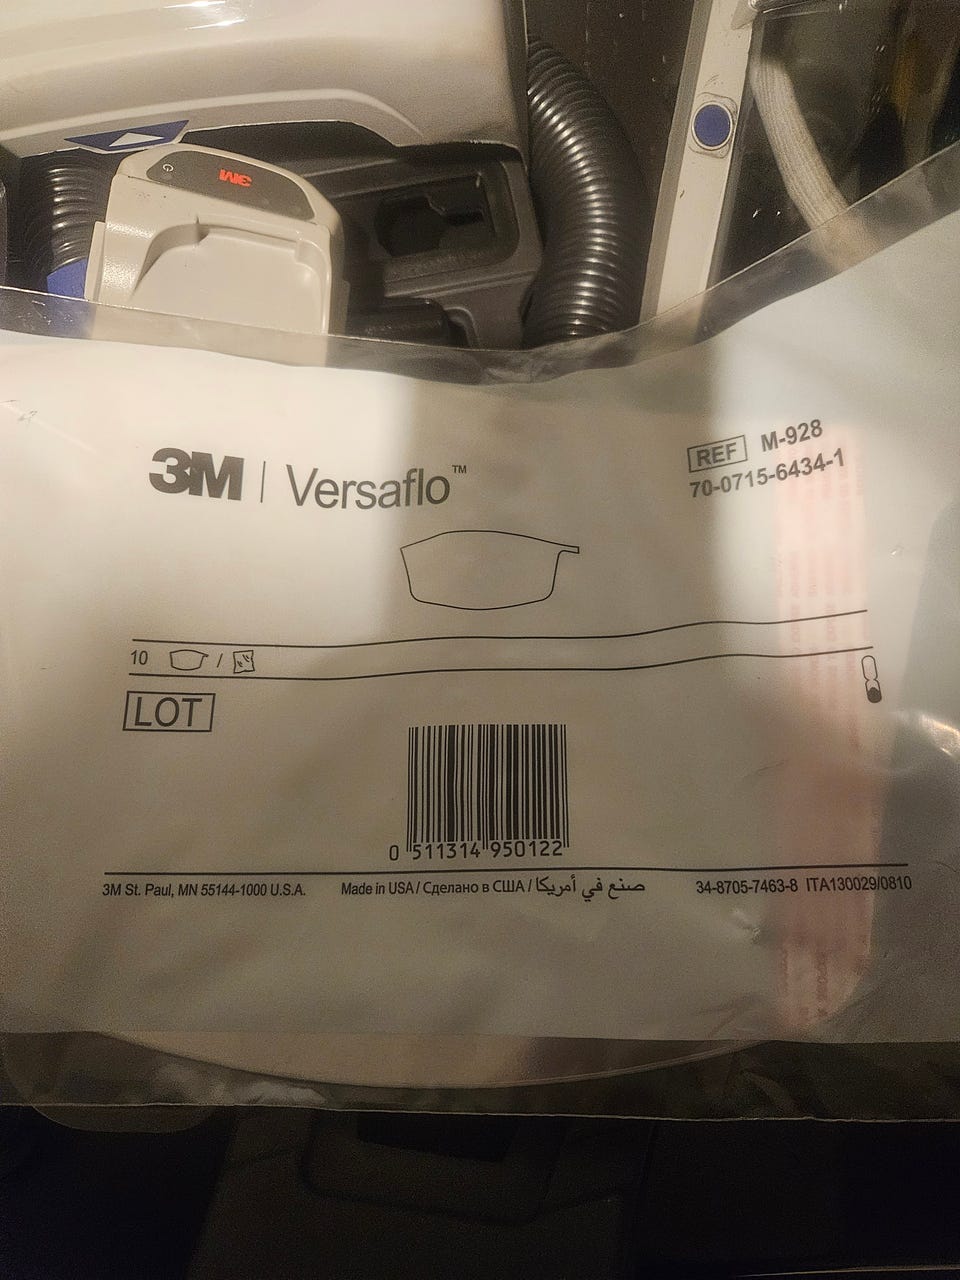 3M
3M | Versaflo™
REF M-928
70-0715-6434-1
10 /
LOT
0 511314 950122
3M St. Paul, MN 55144-1000 U.S.A.
Made in USA / Сделано в США / صنع في أمريكا
34-8705-7463-8 ITA130029/0810